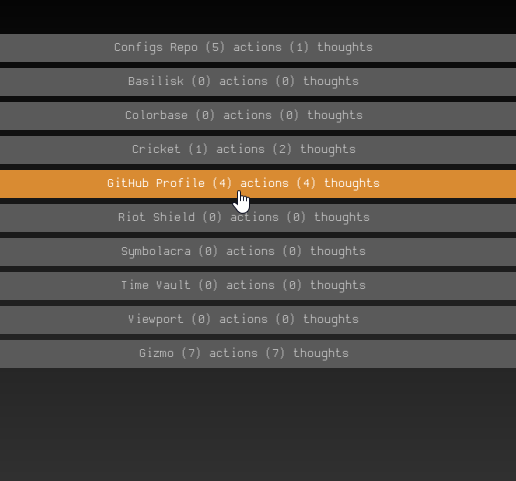 Configs Repo (5) actions (1) thoughts
Basilisk (0) actions (0) thoughts
Colorbase (0) actions (0) thoughts
Cricket (1) actions (2) thoughts
GitHub Profile (4) actions (4) thoughts
Riot Shield (0) actions (0) thoughts
Symbolacra (0) actions (0) thoughts
Time Vault (0) actions (0) thoughts
Viewport (0) actions (0) thoughts
Gizmo (7) actions (7) thoughts